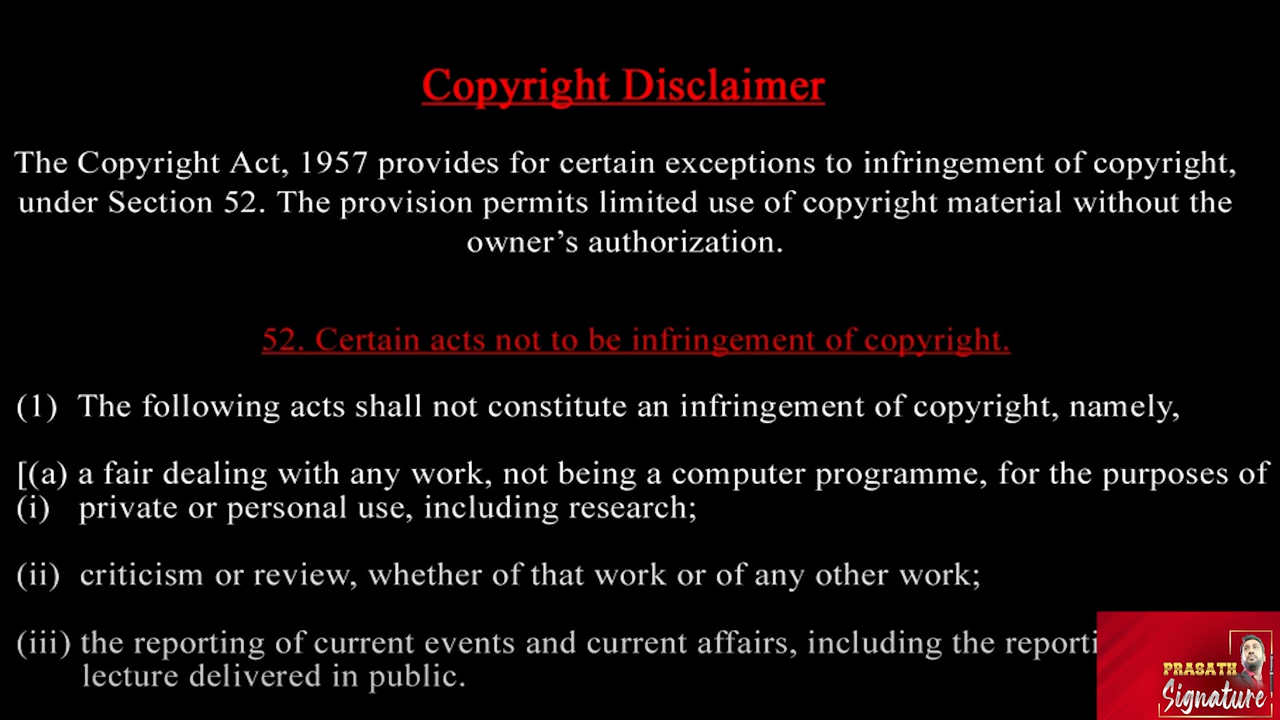 Copyright Disclaimer
The Copyright Act, 1957 provides for certain exceptions to infringement of copyright,
under Section 52. The provision permits limited use of copyright material without the
owner’s authorization.
52. Certain acts not to be infringement of copyright.
(1) The following acts shall not constitute an infringement of copyright, namely,
[(a) a fair dealing with any work, not being a computer programme, for the purposes of
(i) private or personal use, including research;
(ii) criticism or review, whether of that work or of any other work;
(iii) the reporting of current events and current affairs, including the
lecture delivered in public.
PRASATH
Signature